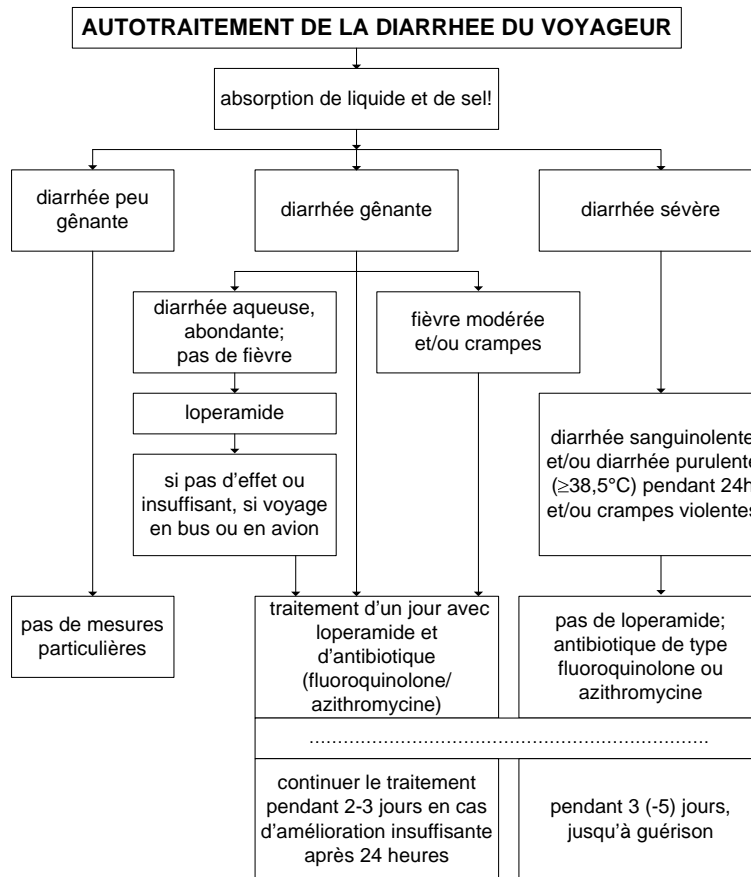 AUTOTRAITEMENT DE LA DIARRHEE DU VOYAGEUR
absorption de liquide et de sel!
diarrhée peu
gênante
diarrhée gênante
diarrhée sévère
diarrhée aqueuse,
abondante;
pas de fièvre
fièvre modérée
et/ou crampes
loperamide
si pas d'effet ou
insuffisant, si voyage
en bus ou en avion
diarrhée sanguinolente
et/ou diarrhée purulente
(≥38,5°C) pendant 24h
et/ou crampes violentes
pas de mesures
particulières
traitement d'un jour avec
loperamide et
d'antibiotique
(fluoroquinolone/
azithromycine)
pas de loperamide;
antibiotique de type
fluoroquinolone ou
azithromycine
......................................................................
continuer le traitement
pendant 2-3 jours en cas
d'amélioration insuffisante
après 24 heures
pendant 3 (-5) jours,
jusqu'à guérison